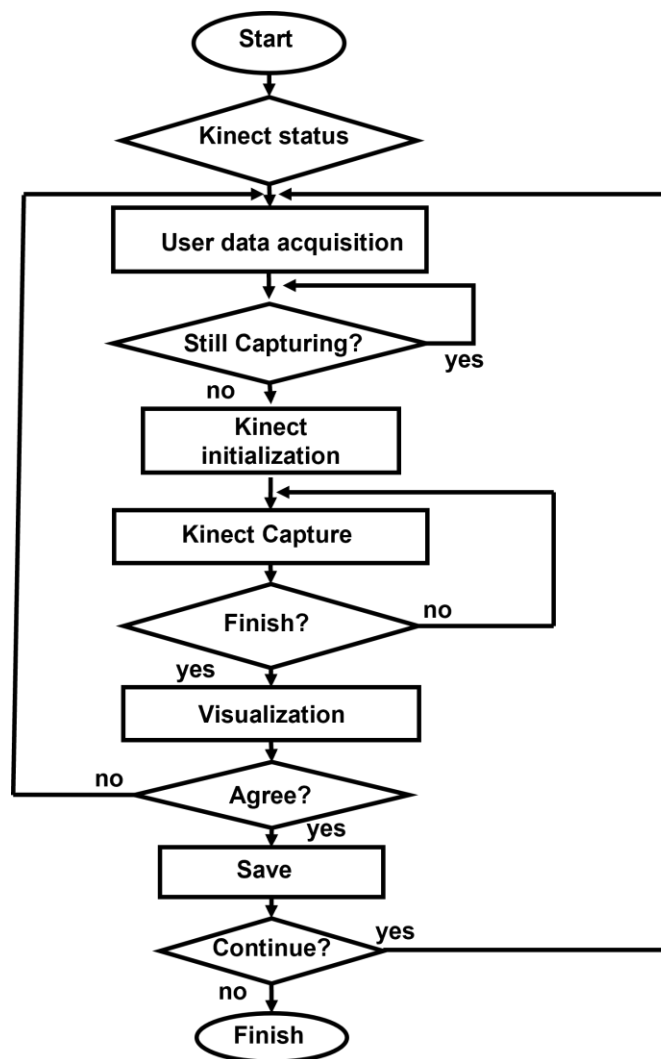 Start
Kinect status
User data acquisition
Still Capturing?
yes
no
Kinect
initialization
Kinect Capture
Finish?
no
yes
Visualization
no
Agree?
yes
Save
Continue?
yes
no
Finish